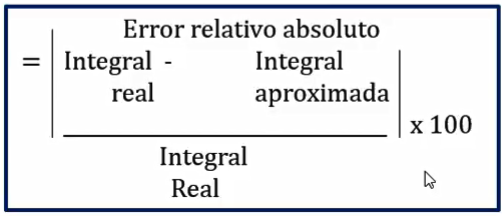 Error relativo absoluto
= Integral - Integral
real aproximada
x 100
Integral
Real